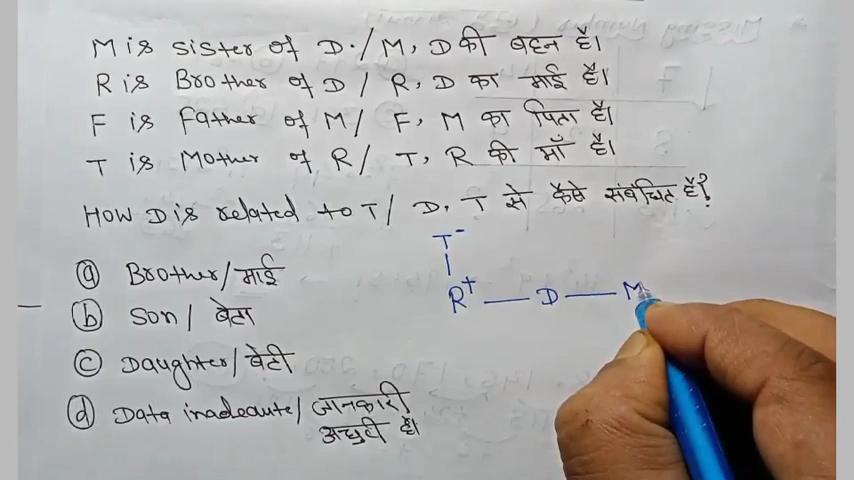 M is sister of D. / M, D की बहन है।
R is Brother of D / R, D का भाई है।
F is Father of M / F, M का पिता है।
T is Mother of R / T, R की माँ है।
How D is related to T / D, T से कैसे संबंधित है?
T⁻
R⁺ — D — M
ⓐ Brother/भाई
ⓑ Son/ बेटा
ⓒ Daughter/बेटी
ⓓ Data inadecute/ जानकारी
अधुरी है।